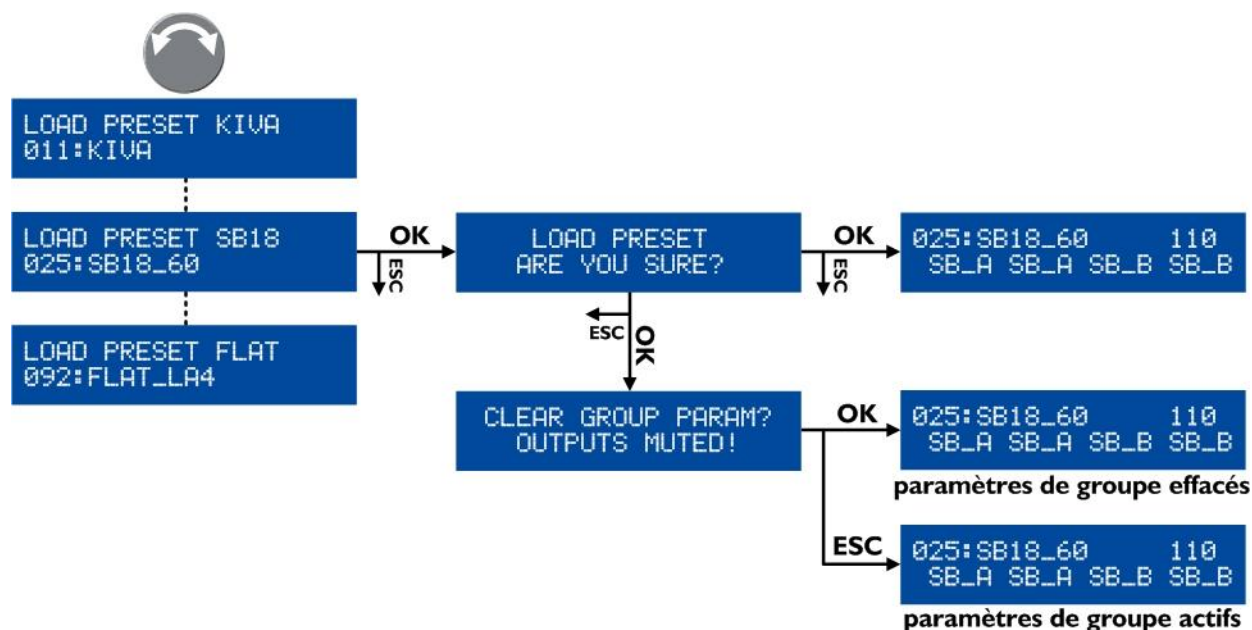 LOAD PRESET KIVA
011:KIVA
LOAD PRESET SB18
025:SB18_60
LOAD PRESET FLAT
092:FLAT_LA4
OK
ESC
LOAD PRESET
ARE YOU SURE?
OK
ESC
025:SB18_60 110
SB_A SB_A SB_B SB_B
ESC
OK
CLEAR GROUP PARAM?
OUTPUTS MUTED!
OK
025:SB18_60 110
SB_A SB_A SB_B SB_B
paramètres de groupe effacés
ESC
025:SB18_60 110
SB_A SB_A SB_B SB_B
paramètres de groupe actifs